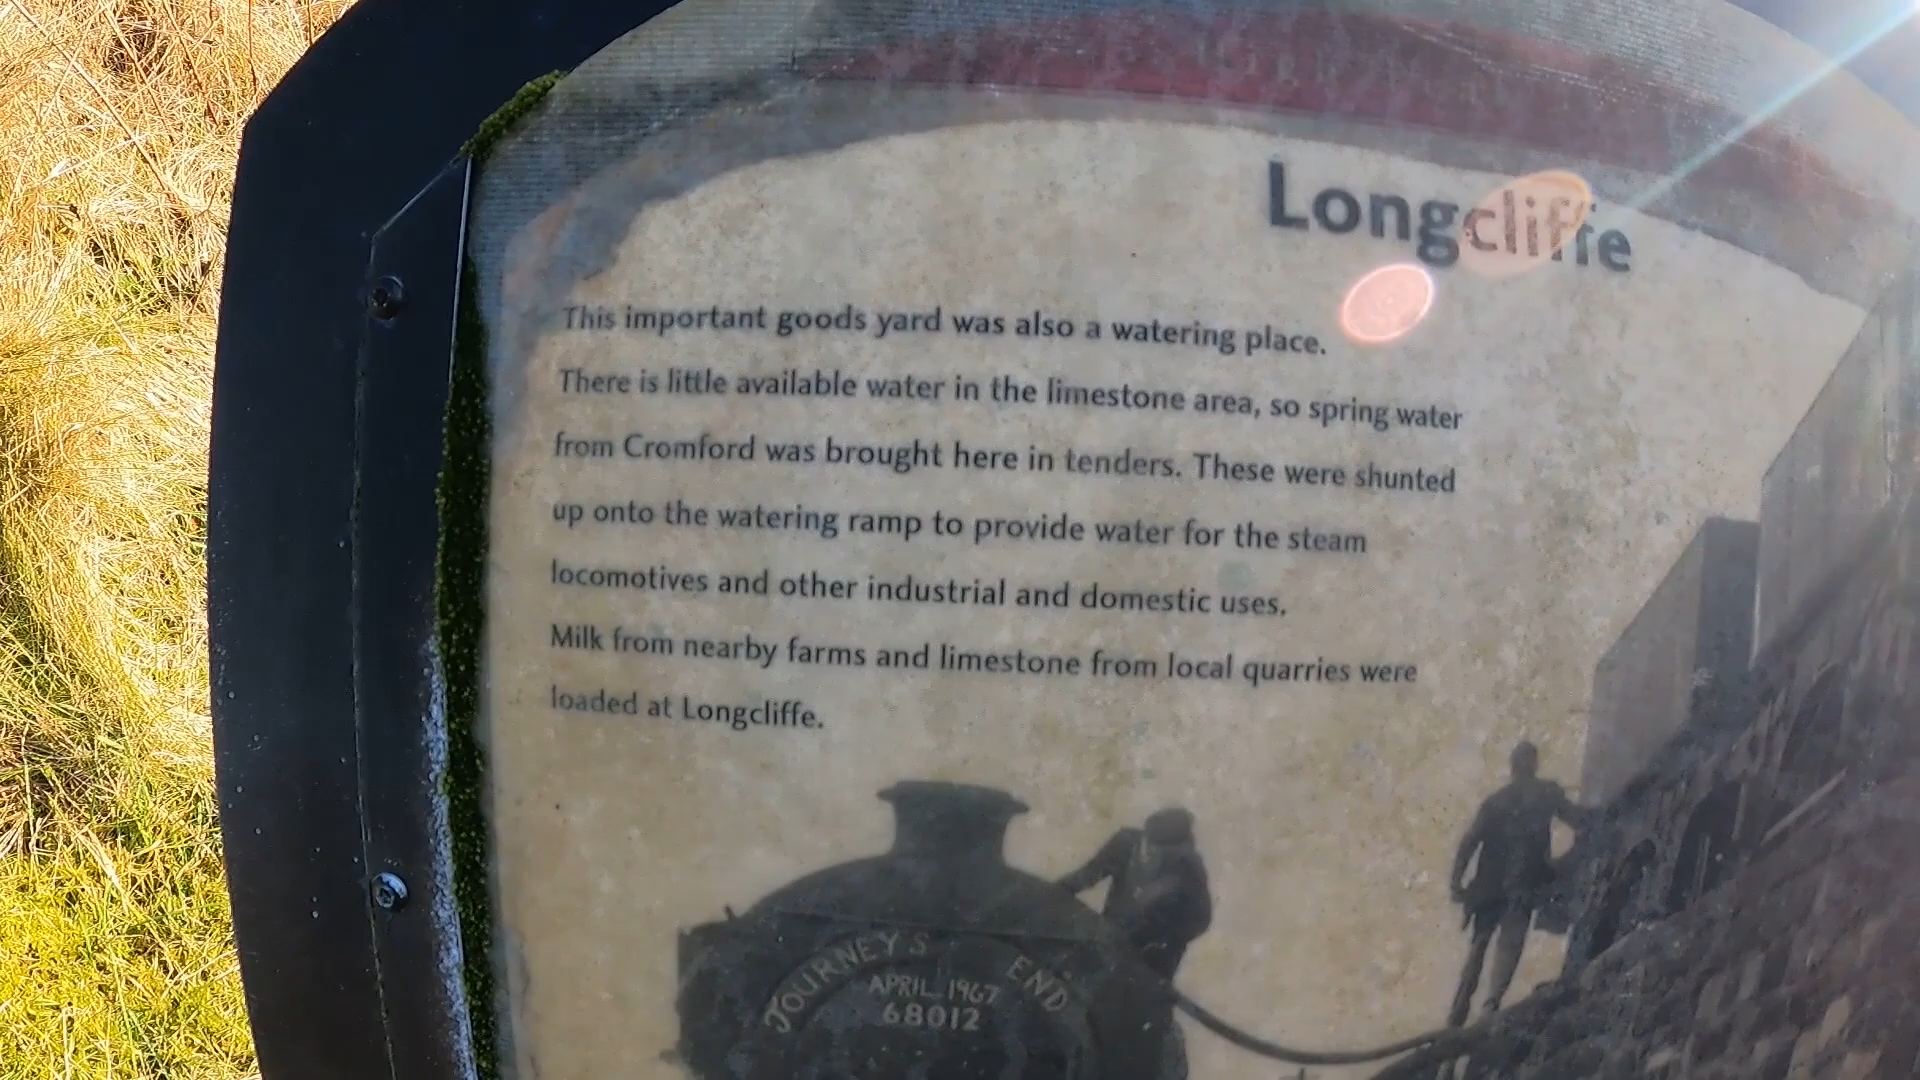 Longcliffe
This important goods yard was also a watering place.
There is little available water in the limestone area, so spring water
from Cromford was brought here in tenders. These were shunted
up onto the watering ramp to provide water for the steam
locomotives and other industrial and domestic uses.
Milk from nearby farms and limestone from local quarries were
loaded at Longcliffe.
JOURNEYS END
APRIL 1967
68012